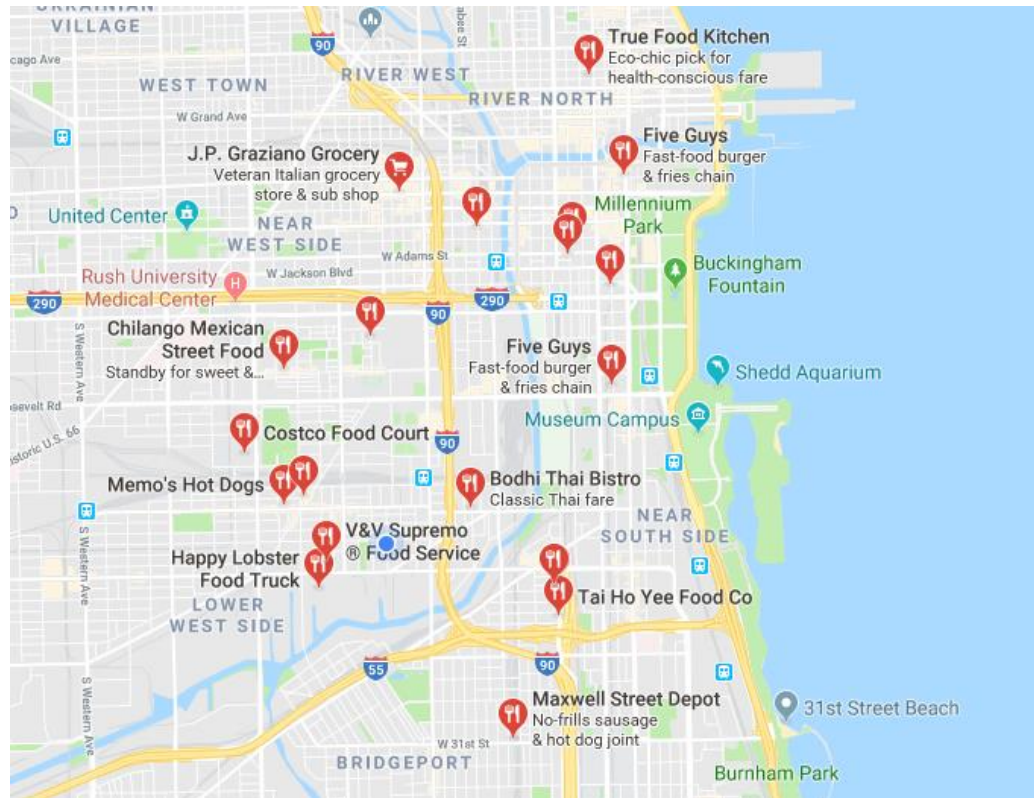 UKRAINIAN
VILLAGE
90
True Food Kitchen
Eco-chic pick for
health-conscious fare
cago Ave
WEST TOWN
RIVER WEST
RIVER NORTH
W Grand Ave
Five Guys
Fast-food burger
& fries chain
J.P. Graziano Grocery
Veteran Italian grocery
store & sub shop
United Center
NEAR
WEST SIDE
Millennium
Park
W Adams St
W Jackson Blvd
Buckingham
Fountain
Rush University
Medical Center
H
290
290
90
Chilango Mexican
Street Food
Standby for sweet &...
S Western Ave
Five Guys
Fast-food burger
& fries chain
Shedd Aquarium
osevelt Rd
Museum Campus
istoric U.S. 66
Costco Food Court
90
Memo's Hot Dogs
Bodhi Thai Bistro
Classic Thai fare
NEAR
SOUTH SIDE
V&V Supremo
® Food Service
Happy Lobster
Food Truck
S Western Ave
LOWER
WEST SIDE
Tai Ho Yee Food Co
55
90
S Western Ave
Maxwell Street Depot
No-frills sausage
& hot dog joint
31st Street Beach
W 31st St
BRIDGEPORT
Burnham Park